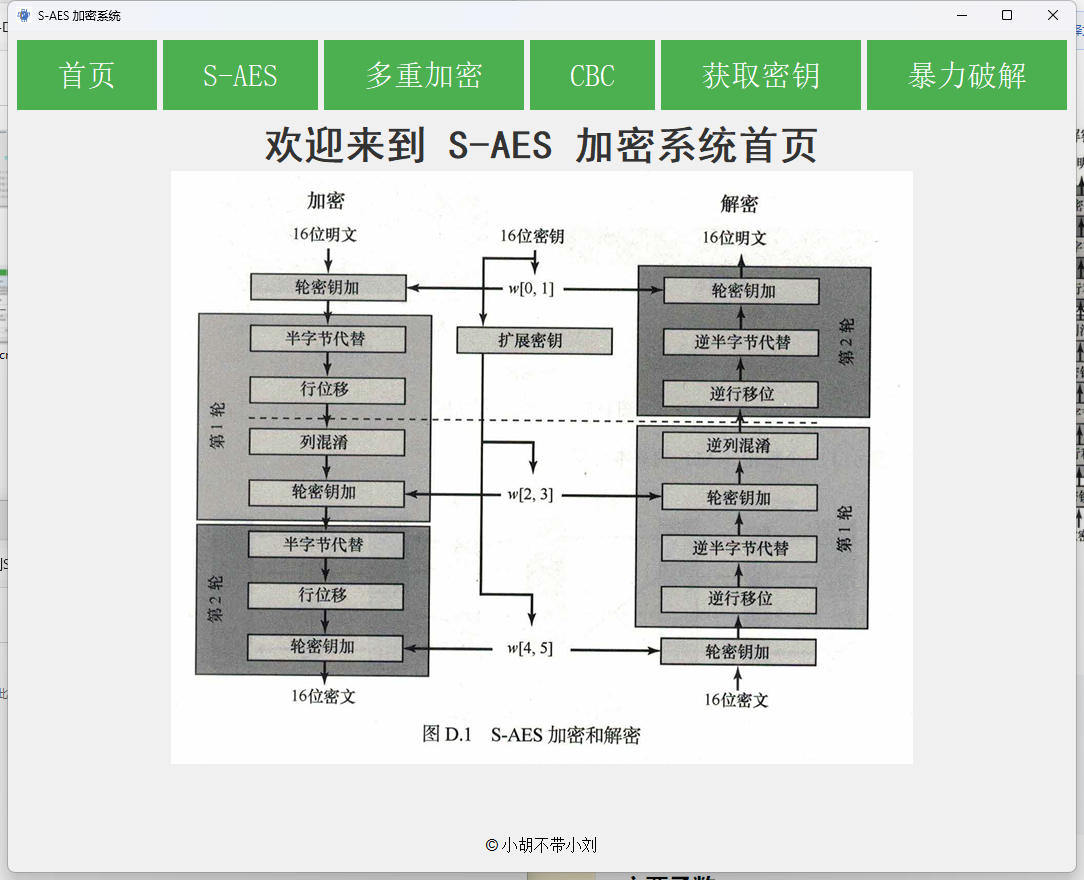 S-AES 加密系统
首页 S-AES 多重加密 CBC 获取密钥 暴力破解
欢迎来到 S-AES 加密系统首页
加密
16位明文
轮密钥加
第1轮
半字节代替
行位移
列混淆
轮密钥加
第2轮
半字节代替
行位移
轮密钥加
16位密文
16位密钥
w[0, 1]
扩展密钥
w[2, 3]
w[4, 5]
解密
16位明文
轮密钥加
逆半字节代替
逆行移位
第2轮
逆列混淆
轮密钥加
逆半字节代替
逆行移位
第1轮
轮密钥加
16位密文
图 D.1 S-AES 加密和解密
© 小胡不带小刘